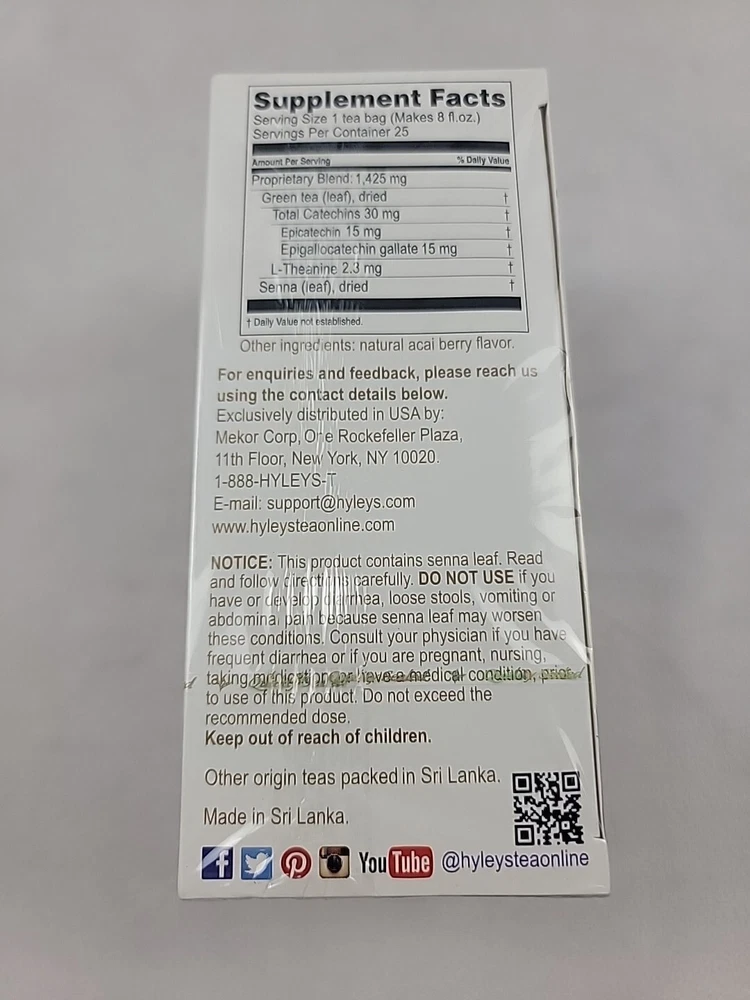 Supplement Facts
Serving Size 1 tea bag (Makes 8 fl.oz.)
Servings Per Container 25
Amount Per Serving % Daily Value
Proprietary Blend: 1,425 mg
Green tea (leaf), dried †
Total Catechins 30 mg †
Epicatechin 15 mg †
Epigallocatechin gallate 15 mg †
L-Theanine 2.3 mg †
Senna (leaf), dried †
† Daily Value not established.
Other ingredients: natural acai berry flavor.
For enquiries and feedback, please reach us
using the contact details below.
Exclusively distributed in USA by:
Mekor Corp, One Rockefeller Plaza,
11th Floor, New York, NY 10020.
1-888-HYLEYS-T
E-mail: support@hyleys.com
www.hyleysteaonline.com
NOTICE: This product contains senna leaf. Read
and follow directions carefully. DO NOT USE if you
have or develop diarrhea, loose stools, vomiting or
abdominal pain because senna leaf may worsen
these conditions. Consult your physician if you have
frequent diarrhea or if you are pregnant, nursing,
taking medication or have a medical condition, prior
to use of this product. Do not exceed the
recommended dose.
Keep out of reach of children.
Other origin teas packed in Sri Lanka.
Made in Sri Lanka.
f YouTube @hyleysteaonline